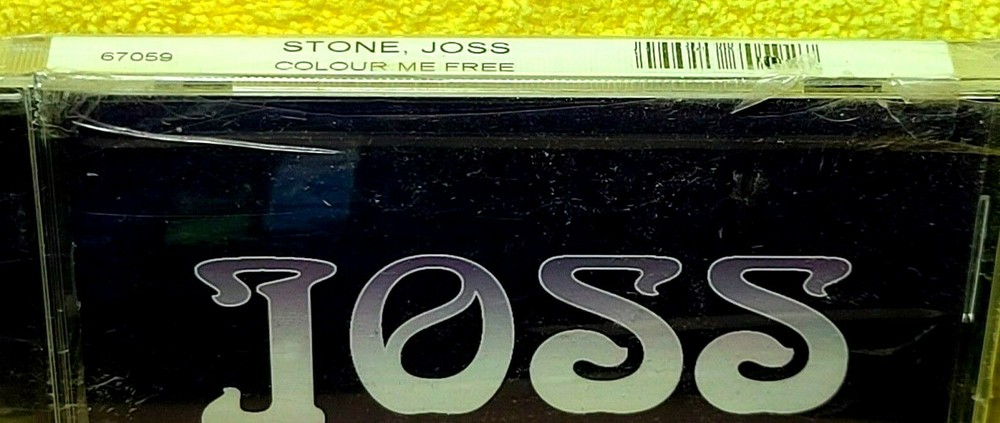 67059
STONE, JOSS
COLOUR ME FREE
JOSS